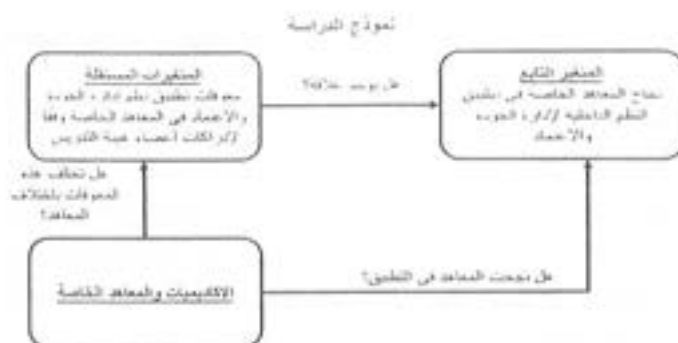 نموذج الدراسة
المتغيرات المستقلة
معوقات تطبيق نظم إدارة الجودة
والاعتماد في المعاهد الخاصة وفقا
لإدراكات أعضاء هيئة التدريس
هل يوجد علاقة؟
المتغير التابع
نجاح المعاهد الخاصة في تطبيق
النظم الداخلية لإدارة الجودة
والاعتماد
هل تختلف هذه
المعوقات باختلاف
المعاهد؟
الاكاديميات والمعاهد الخاصة
هل نجحت المعاهد في التطبيق؟